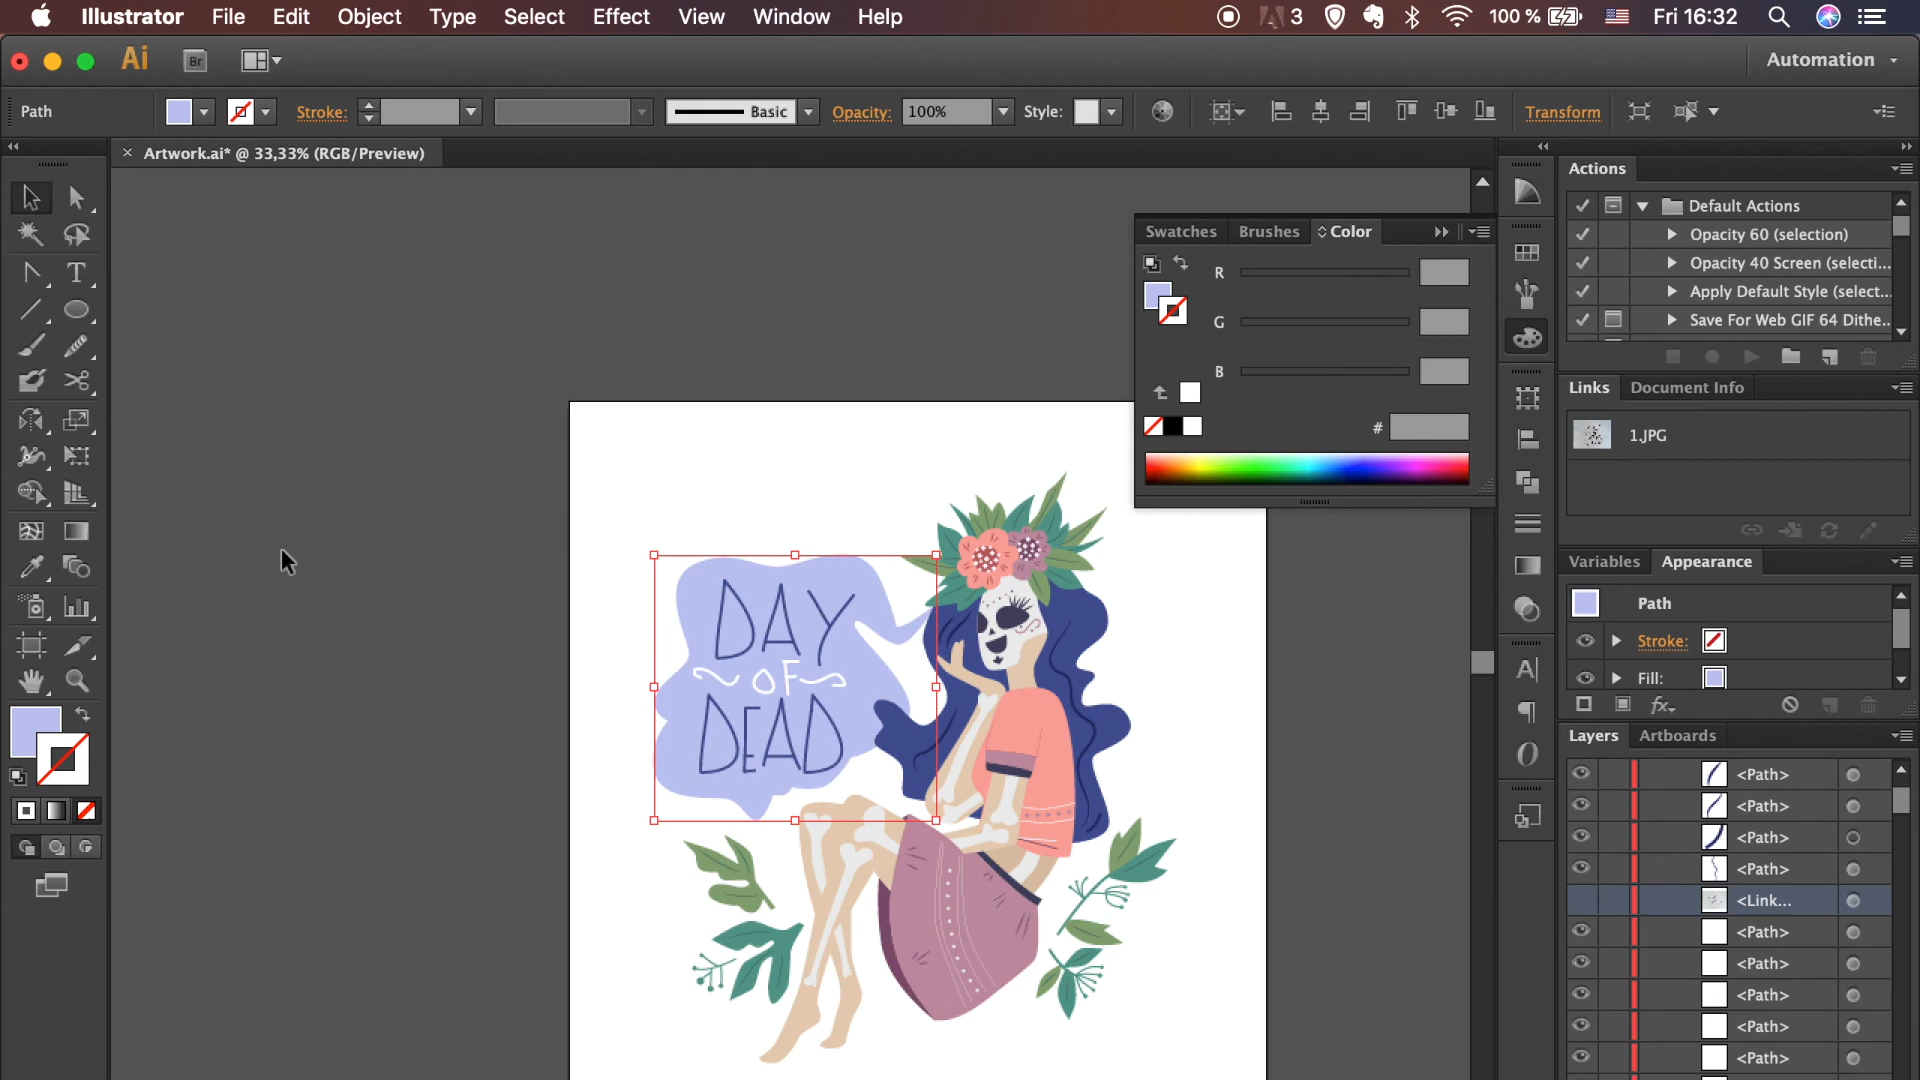 Illustrator File Edit Object Type Select Effect View Window Help 3 100 % Fri 16:32
Ai Br Automation
Path Stroke: Basic Opacity: 100% Style: Transform
× Artwork.ai* @ 33,33% (RGB/Preview)
Swatches Brushes Color
R
G
B
#
Actions
Default Actions
Opacity 60 (selection)
Opacity 40 Screen (selecti...
Apply Default Style (select...
Save For Web GIF 64 Dithe...
Links Document Info
1.JPG
Variables Appearance
Path
Stroke:
Fill:
fx
Layers Artboards
<Path>
<Path>
<Path>
<Path>
<Link...
<Path>
<Path>
<Path>
<Path>
<Path>
DAY
OF
DEAD